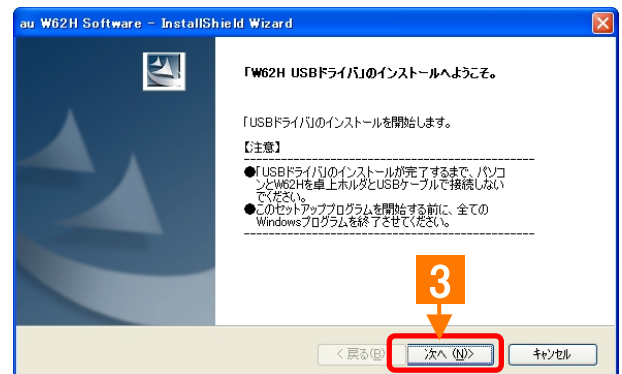 au W62H Software - InstallShield Wizard
「W62H USBドライバ」のインストールへようこそ。
「USBドライバ」のインストールを開始します。
【注意】
●「USBドライバ」のインストールが完了するまで、パソコ
ンとW62Hを卓上ホルダとUSBケーブルで接続しない
でください。
●このセットアッププログラムを開始する前に、全ての
Windowsプログラムを終了させてください。
3
< 戻る(B)
次へ (N)>
キャンセル